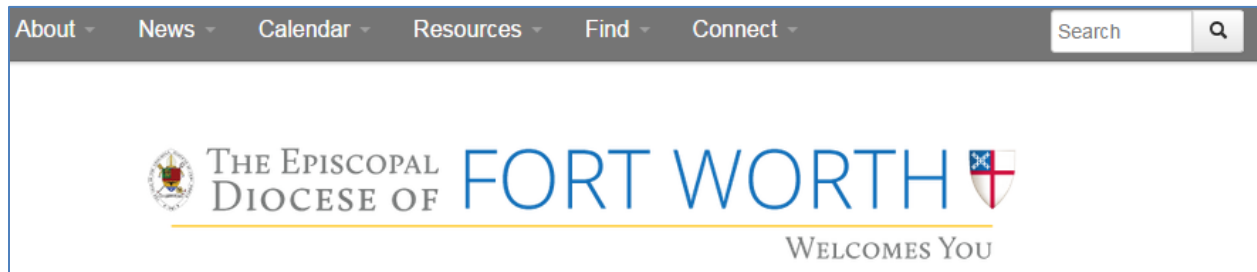 About News Calendar Resources Find Connect Search
THE EPISCOPAL
DIOCESE OF FORT WORTH
WELCOMES YOU